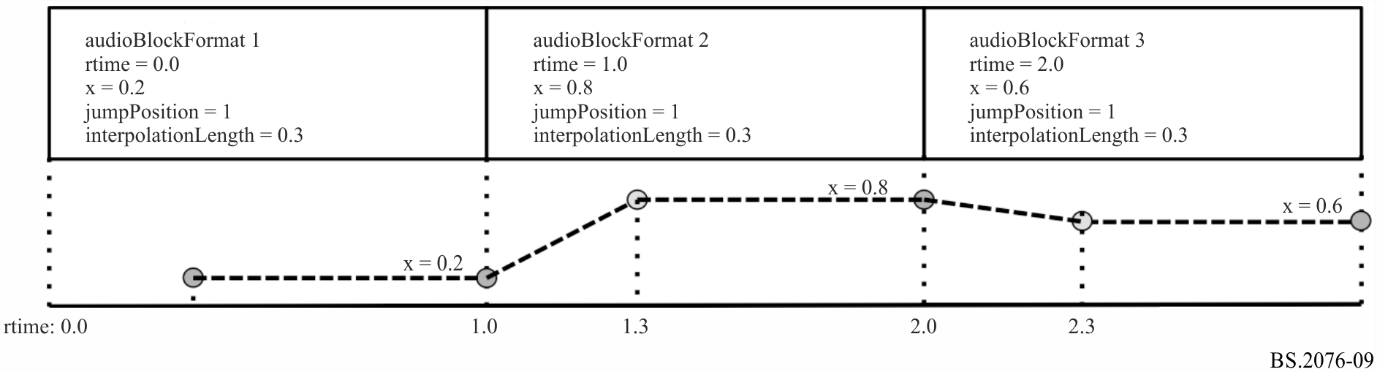 audioBlockFormat 1
rtime = 0.0
x = 0.2
jumpPosition = 1
interpolationLength = 0.3
audioBlockFormat 2
rtime = 1.0
x = 0.8
jumpPosition = 1
interpolationLength = 0.3
audioBlockFormat 3
rtime = 2.0
x = 0.6
jumpPosition = 1
interpolationLength = 0.3
x = 0.2
x = 0.8
x = 0.6
rtime: 0.0 1.0 1.3 2.0 2.3
BS.2076-09